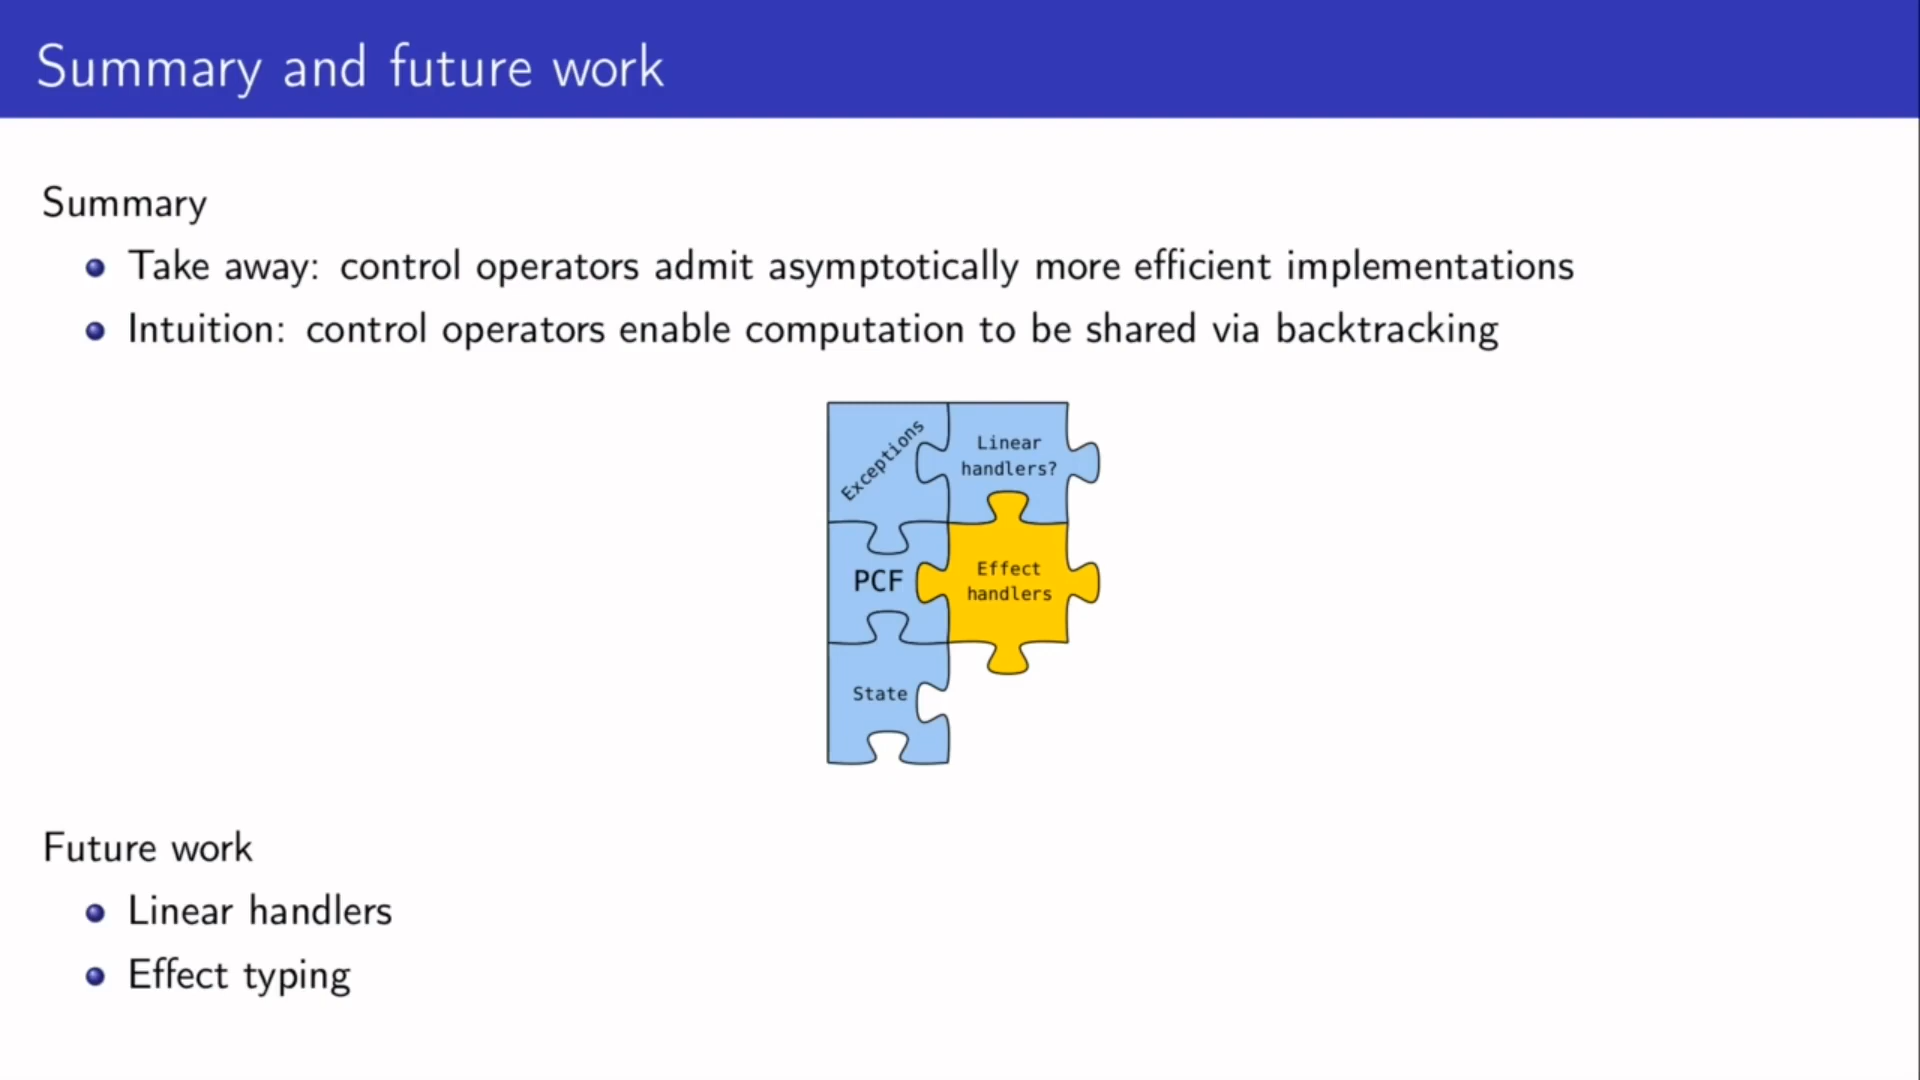 Summary and future work
Summary
Take away: control operators admit asymptotically more efficient implementations
Intuition: control operators enable computation to be shared via backtracking
Exceptions
Linear
handlers?
PCF
Effect
handlers
State
Future work
Linear handlers
Effect typing